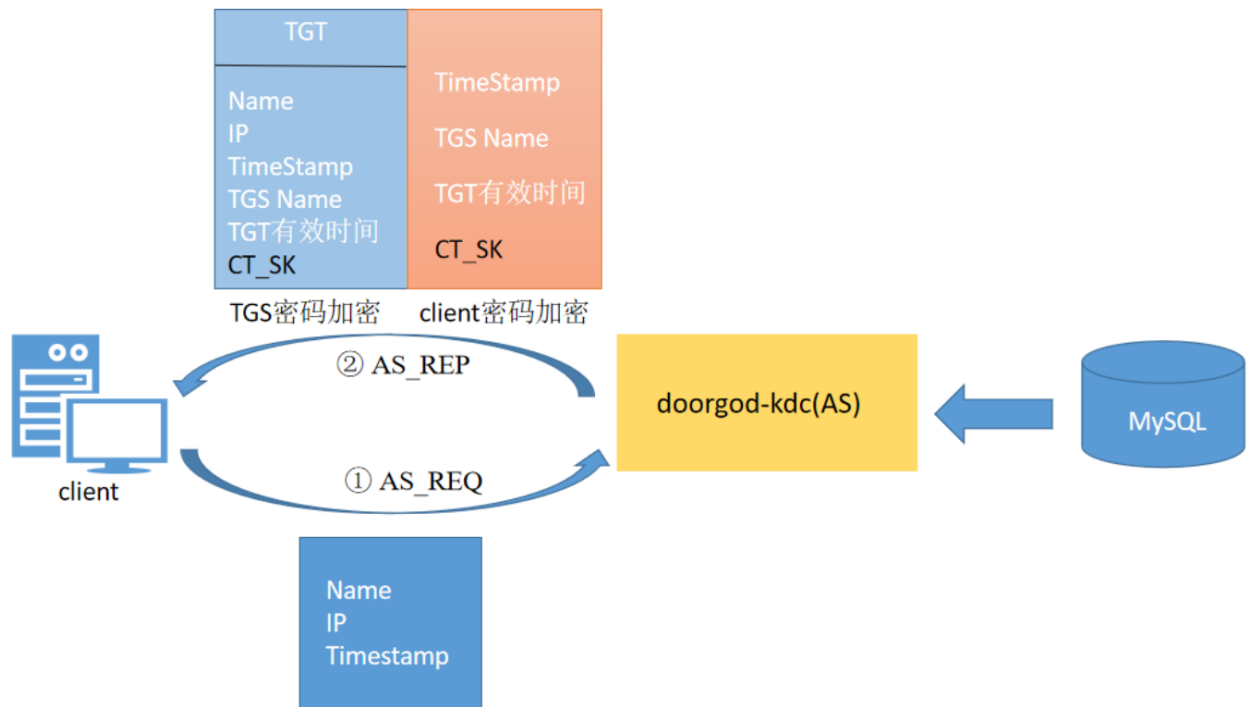 TGT
Name
IP
TimeStamp
TGS Name
TGT有效时间
CT_SK
TimeStamp
TGS Name
TGT有效时间
CT_SK
TGS密码加密
client密码加密
② AS_REP
doorgod-kdc(AS)
MySQL
client
① AS_REQ
Name
IP
Timestamp